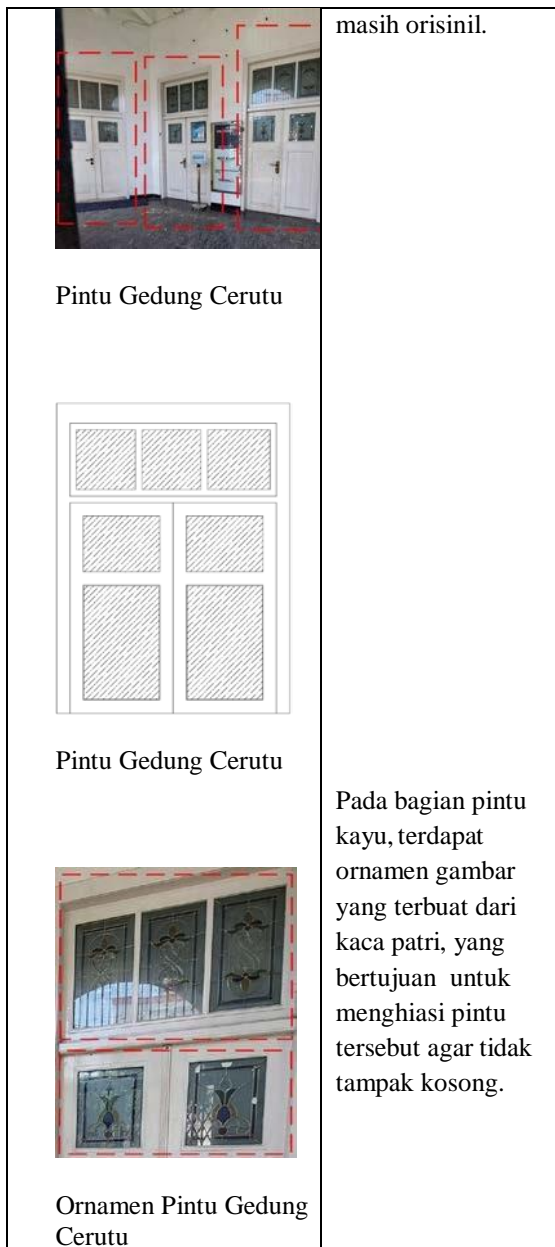 masih orisinil.
Pintu Gedung Cerutu
Pintu Gedung Cerutu
Pada bagian pintu
kayu, terdapat
ornamen gambar
yang terbuat dari
kaca patri, yang
bertujuan untuk
menghiasi pintu
tersebut agar tidak
tampak kosong.
Ornamen Pintu Gedung
Cerutu